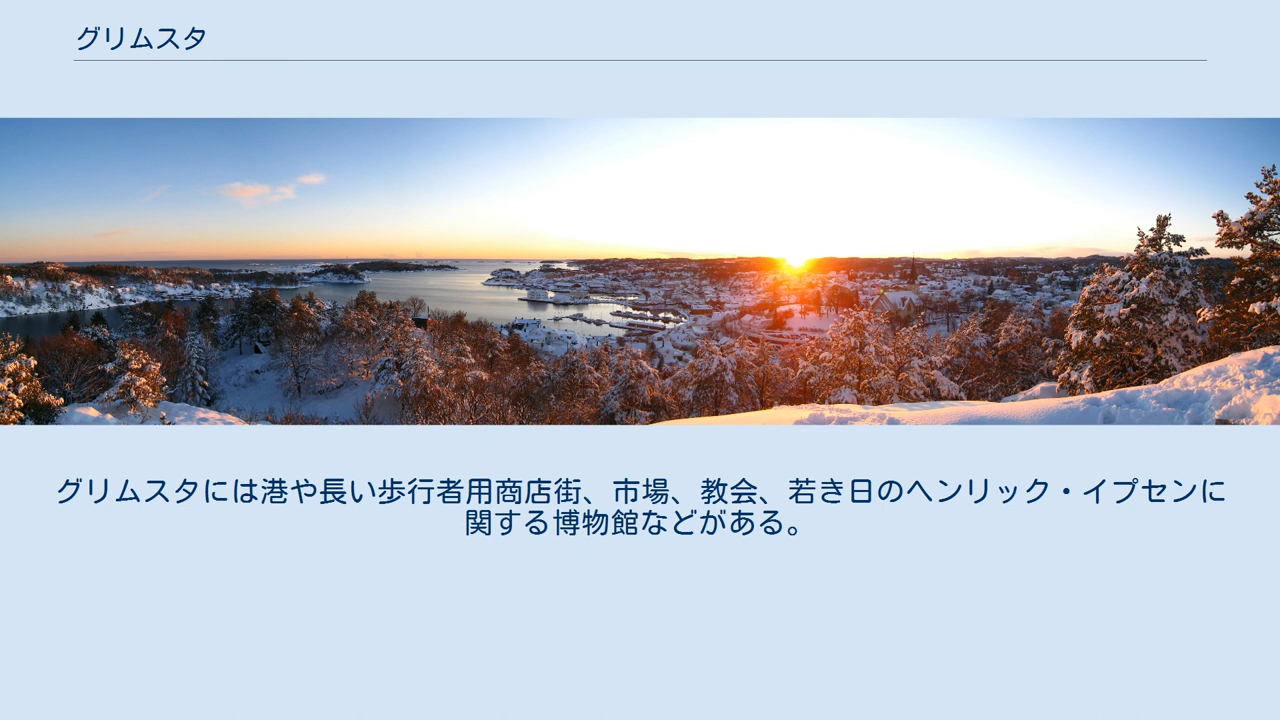 グリムスタ
グリムスタには港や長い歩行者用商店街、市場、教会、若き日のヘンリック・イプセンに
関する博物館などがある。